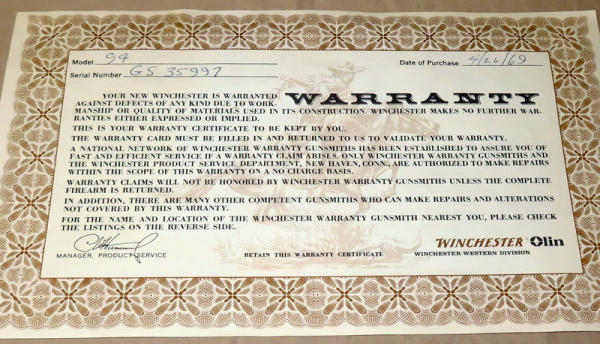 Model 94
Date of Purchase 4/26/69
Serial Number GS 35997
WARRANTY
YOUR NEW WINCHESTER IS WARRANTED
AGAINST DEFECTS OF ANY KIND DUE TO WORK-
MANSHIP OR QUALITY OF MATERIALS USED IN ITS CONSTRUCTION. WINCHESTER MAKES NO FURTHER WAR-
RANTIES EITHER EXPRESSED OR IMPLIED.
THIS IS YOUR WARRANTY CERTIFICATE TO BE KEPT BY YOU.
THE WARRANTY CARD MUST BE FILLED IN AND RETURNED TO US TO VALIDATE YOUR WARRANTY.
A NATIONAL NETWORK OF WINCHESTER WARRANTY GUNSMITHS HAS BEEN ESTABLISHED TO ASSURE YOU OF
FAST AND EFFICIENT SERVICE IF A WARRANTY CLAIM ARISES. ONLY WINCHESTER WARRANTY GUNSMITHS AND
THE WINCHESTER PRODUCT SERVICE DEPARTMENT, NEW HAVEN, CONN., ARE AUTHORIZED TO MAKE REPAIRS
WITHIN THE SCOPE OF THIS WARRANTY ON A NO CHARGE BASIS.
WARRANTY CLAIMS WILL NOT BE HONORED BY WINCHESTER WARRANTY GUNSMITHS UNLESS THE COMPLETE
FIREARM IS RETURNED.
IN ADDITION, THERE ARE MANY OTHER COMPETENT GUNSMITHS WHO CAN MAKE REPAIRS AND ALTERATIONS
NOT COVERED BY THIS WARRANTY.
FOR THE NAME AND LOCATION OF THE WINCHESTER WARRANTY GUNSMITH NEAREST YOU, PLEASE CHECK
THE LISTINGS ON THE REVERSE SIDE.
MANAGER, PRODUCT SERVICE
RETAIN THIS WARRANTY CERTIFICATE
WINCHESTER Olin
WINCHESTER WESTERN DIVISION